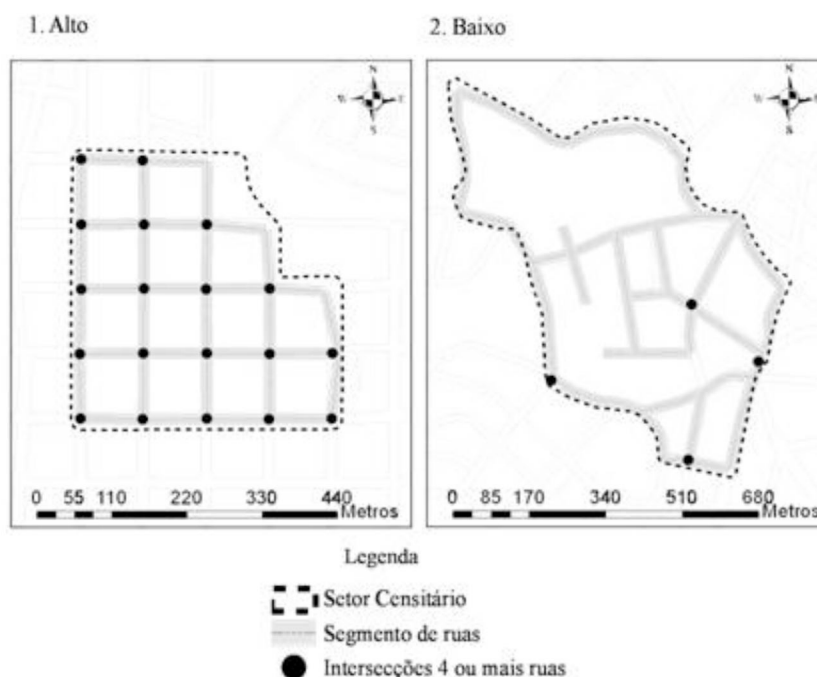 1. Alto
2. Baixo
N
W E
S
N
W E
S
0 55 110 220 330 440
Metros
0 85 170 340 510 680
Metros
Legenda
Setor Censitário
Segmento de ruas
Intersecções 4 ou mais ruas